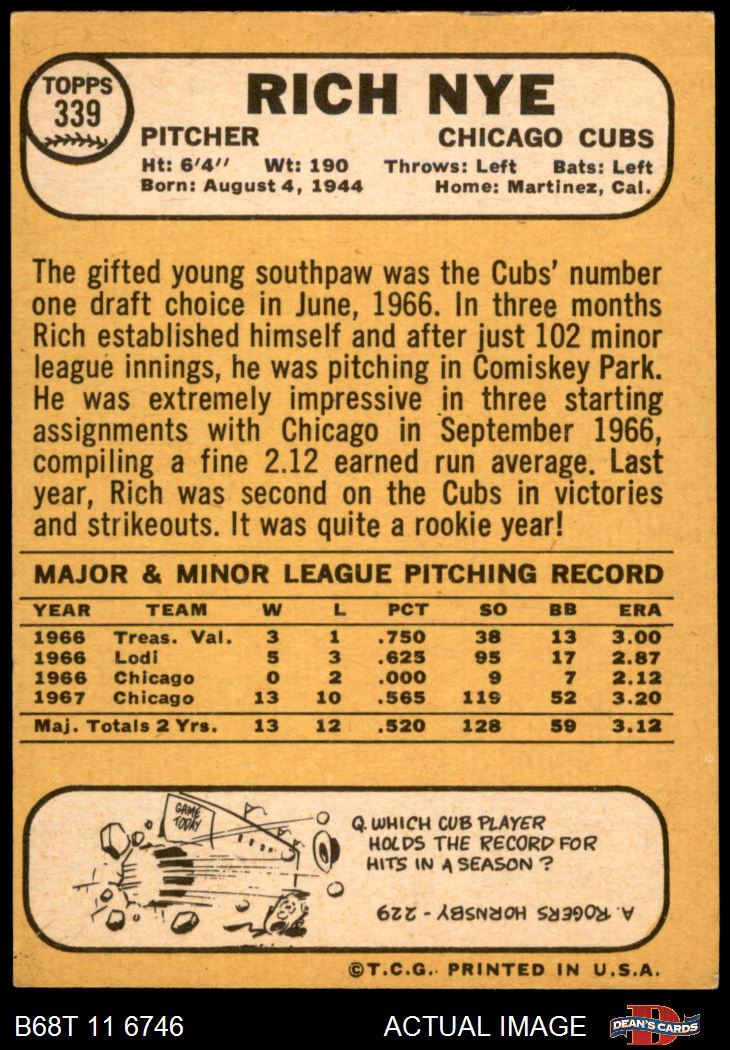 TOPPS
339
RICH NYE
PITCHER CHICAGO CUBS
Ht: 6'4" Wt: 190 Throws: Left Bats: Left
Born: August 4, 1944 Home: Martinez, Cal.
The gifted young southpaw was the Cubs' number
one draft choice in June, 1966. In three months
Rich established himself and after just 102 minor
league innings, he was pitching in Comiskey Park.
He was extremely impressive in three starting
assignments with Chicago in September 1966,
compiling a fine 2.12 earned run average. Last
year, Rich was second on the Cubs in victories
and strikeouts. It was quite a rookie year!
MAJOR & MINOR LEAGUE PITCHING RECORD
YEAR TEAM W L PCT SO BB ERA
1966 Treas. Val. 3 1 .750 38 13 3.00
1966 Lodi 5 3 .625 95 17 2.87
1966 Chicago 0 2 .000 9 7 2.12
1967 Chicago 13 10 .565 119 52 3.20
Maj. Totals 2 Yrs. 13 12 .520 128 59 3.12
GAME
TODAY
Q. WHICH CUB PLAYER
HOLDS THE RECORD FOR
HITS IN A SEASON?
A. ROGERS HORNSBY - 229
©T.C.G. PRINTED IN U.S.A.
B68T 11 6746 ACTUAL IMAGE
D
DEAN'S CARDS